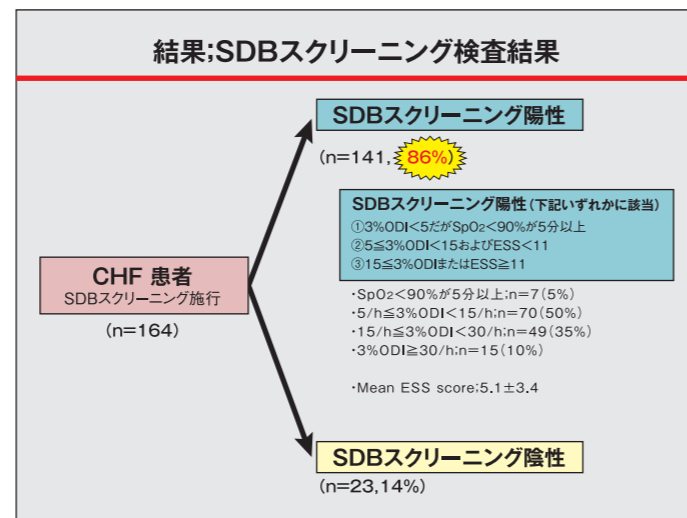 結果;SDBスクリーニング検査結果
SDBスクリーニング陽性
(n=141,86%)
SDBスクリーニング陽性(下記いずれかに該当)
①3%ODI<5だがSpO2<90%が5分以上
②5≦3%ODI<15およびESS<11
③15≦3%ODIまたはESS≧11
CHF 患者
SDBスクリーニング施行
(n=164)
・SpO2<90%が5分以上;n=7(5%)
・5/h≦3%ODI<15/h;n=70(50%)
・15/h≦3%ODI<30/h;n=49(35%)
・3%ODI≧30/h;n=15(10%)
・Mean ESS score;5.1±3.4
SDBスクリーニング陰性
(n=23,14%)